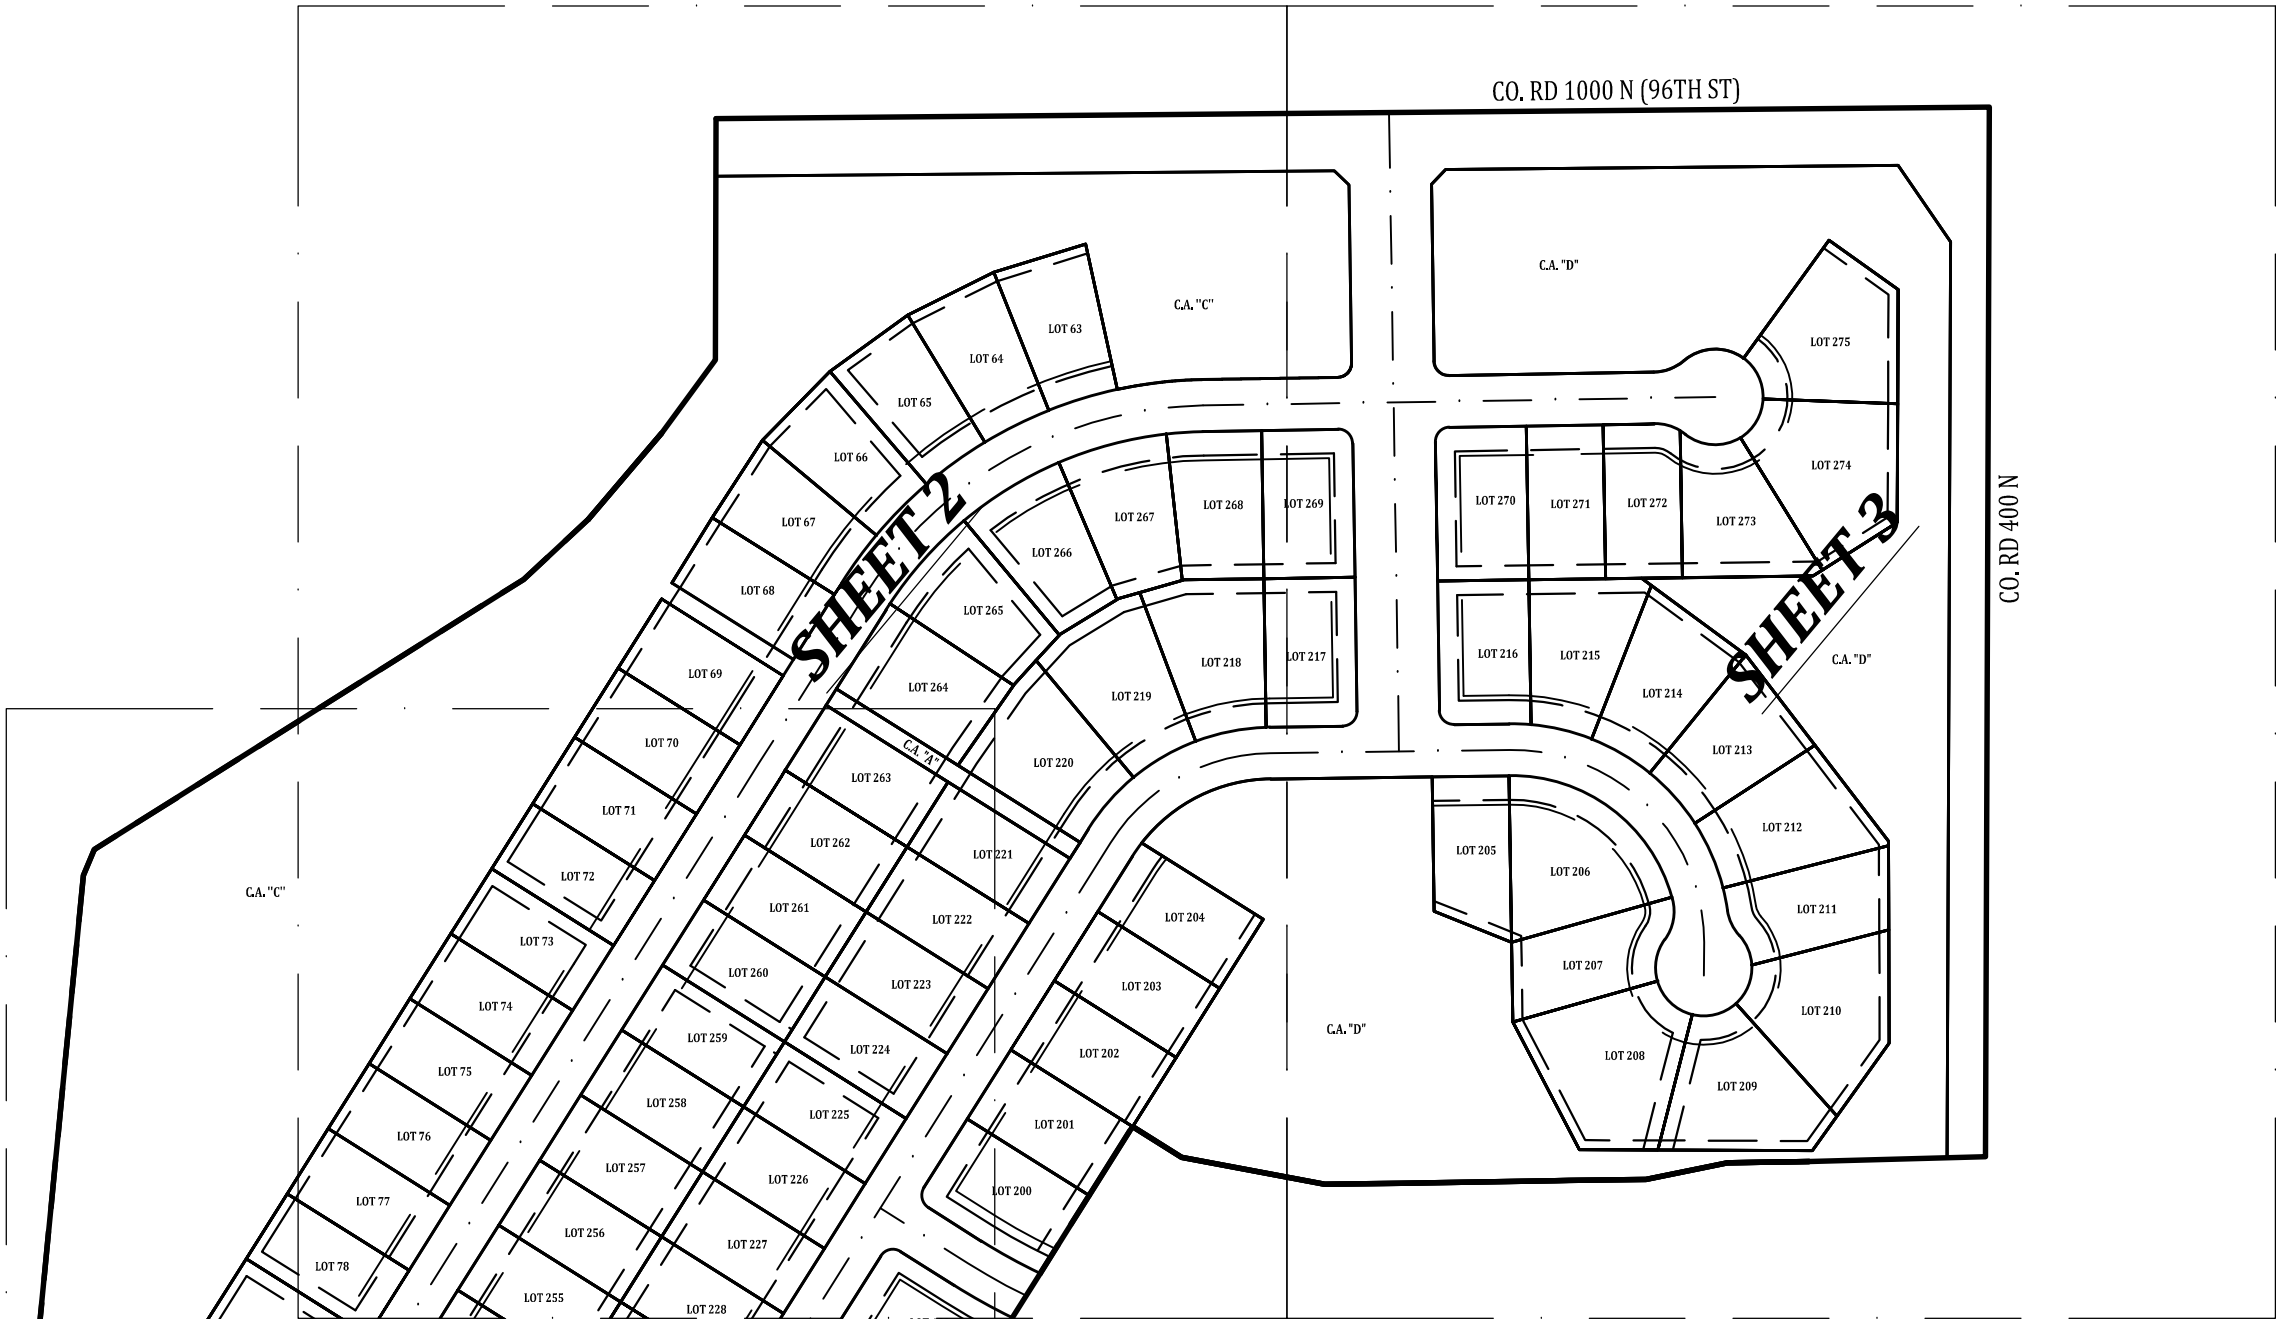 CO. RD 1000 N (96TH ST)
C.A. "D"
C.A. "C"
LOT 63
LOT 275
LOT 64
LOT 65
LOT 66
LOT 274
CO. RD 400 N
LOT 67
LOT 267
LOT 268
LOT 269
LOT 270
LOT 271
LOT 272
LOT 273
LOT 266
SHEET 2
SHEET 3
LOT 68
LOT 265
LOT 69
LOT 264
LOT 219
LOT 218
LOT 217
LOT 216
LOT 215
LOT 214
C.A. "D"
LOT 70
C.A. "A"
LOT 263
LOT 220
LOT 213
LOT 71
LOT 262
LOT 221
LOT 212
LOT 72
C.A. "C"
LOT 205
LOT 206
LOT 261
LOT 222
LOT 204
LOT 211
LOT 73
LOT 260
LOT 223
LOT 203
LOT 207
LOT 74
LOT 259
LOT 224
LOT 202
C.A. "D"
LOT 210
LOT 75
LOT 258
LOT 225
LOT 201
LOT 208
LOT 209
LOT 76
LOT 257
LOT 226
LOT 200
LOT 77
LOT 256
LOT 227
LOT 78
LOT 255
LOT 228